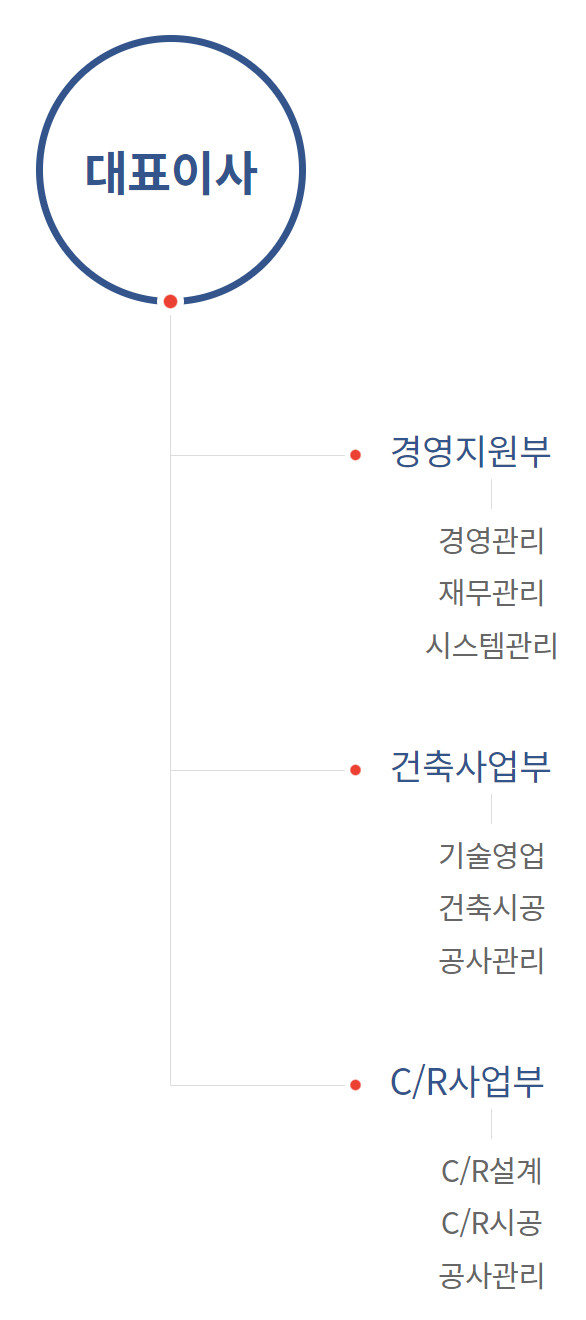 대표이사
경영지원부
경영관리
재무관리
시스템관리
건축사업부
기술영업
건축시공
공사관리
C/R사업부
C/R설계
C/R시공
공사관리